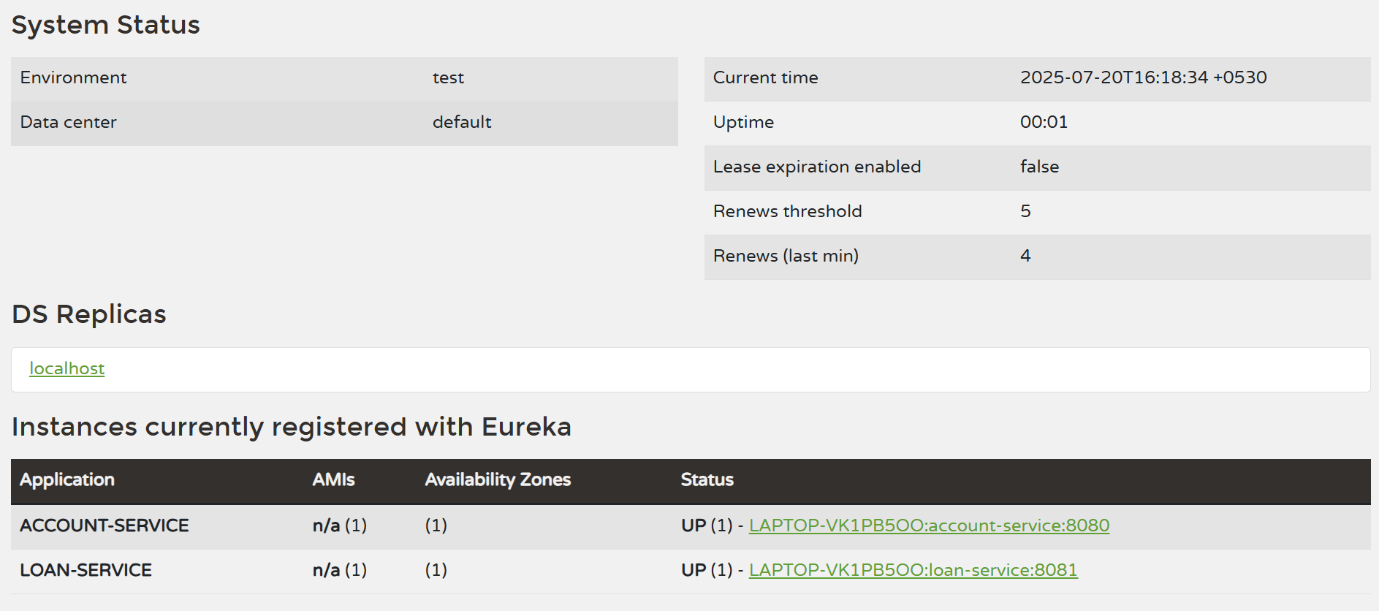 System Status
Environment test
Data center default
Current time 2025-07-20T16:18:34 +0530
Uptime 00:01
Lease expiration enabled false
Renews threshold 5
Renews (last min) 4
DS Replicas
localhost
Instances currently registered with Eureka
Application AMIs Availability Zones Status
ACCOUNT-SERVICE n/a (1) (1) UP (1) - LAPTOP-VK1PB5OO:account-service:8080
LOAN-SERVICE n/a (1) (1) UP (1) - LAPTOP-VK1PB5OO:loan-service:8081